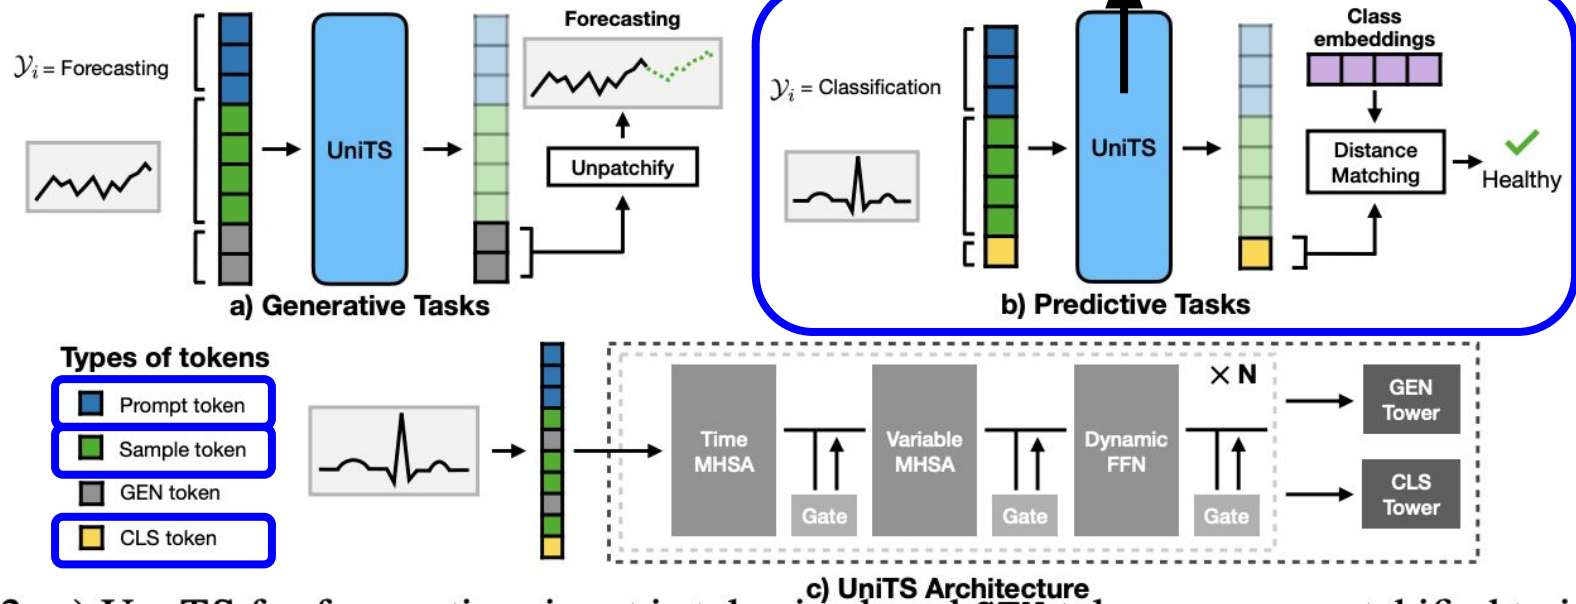 Forecasting
𝒴i = Forecasting
UniTS
Unpatchify
a) Generative Tasks
Class
embeddings
𝒴i = Classification
UniTS
Distance
Matching
Healthy
b) Predictive Tasks
Types of tokens
Prompt token
Sample token
GEN token
CLS token
Time
MHSA
Gate
Variable
MHSA
Gate
Dynamic
FFN
Gate
× N
GEN
Tower
CLS
Tower
c) UniTS Architecture